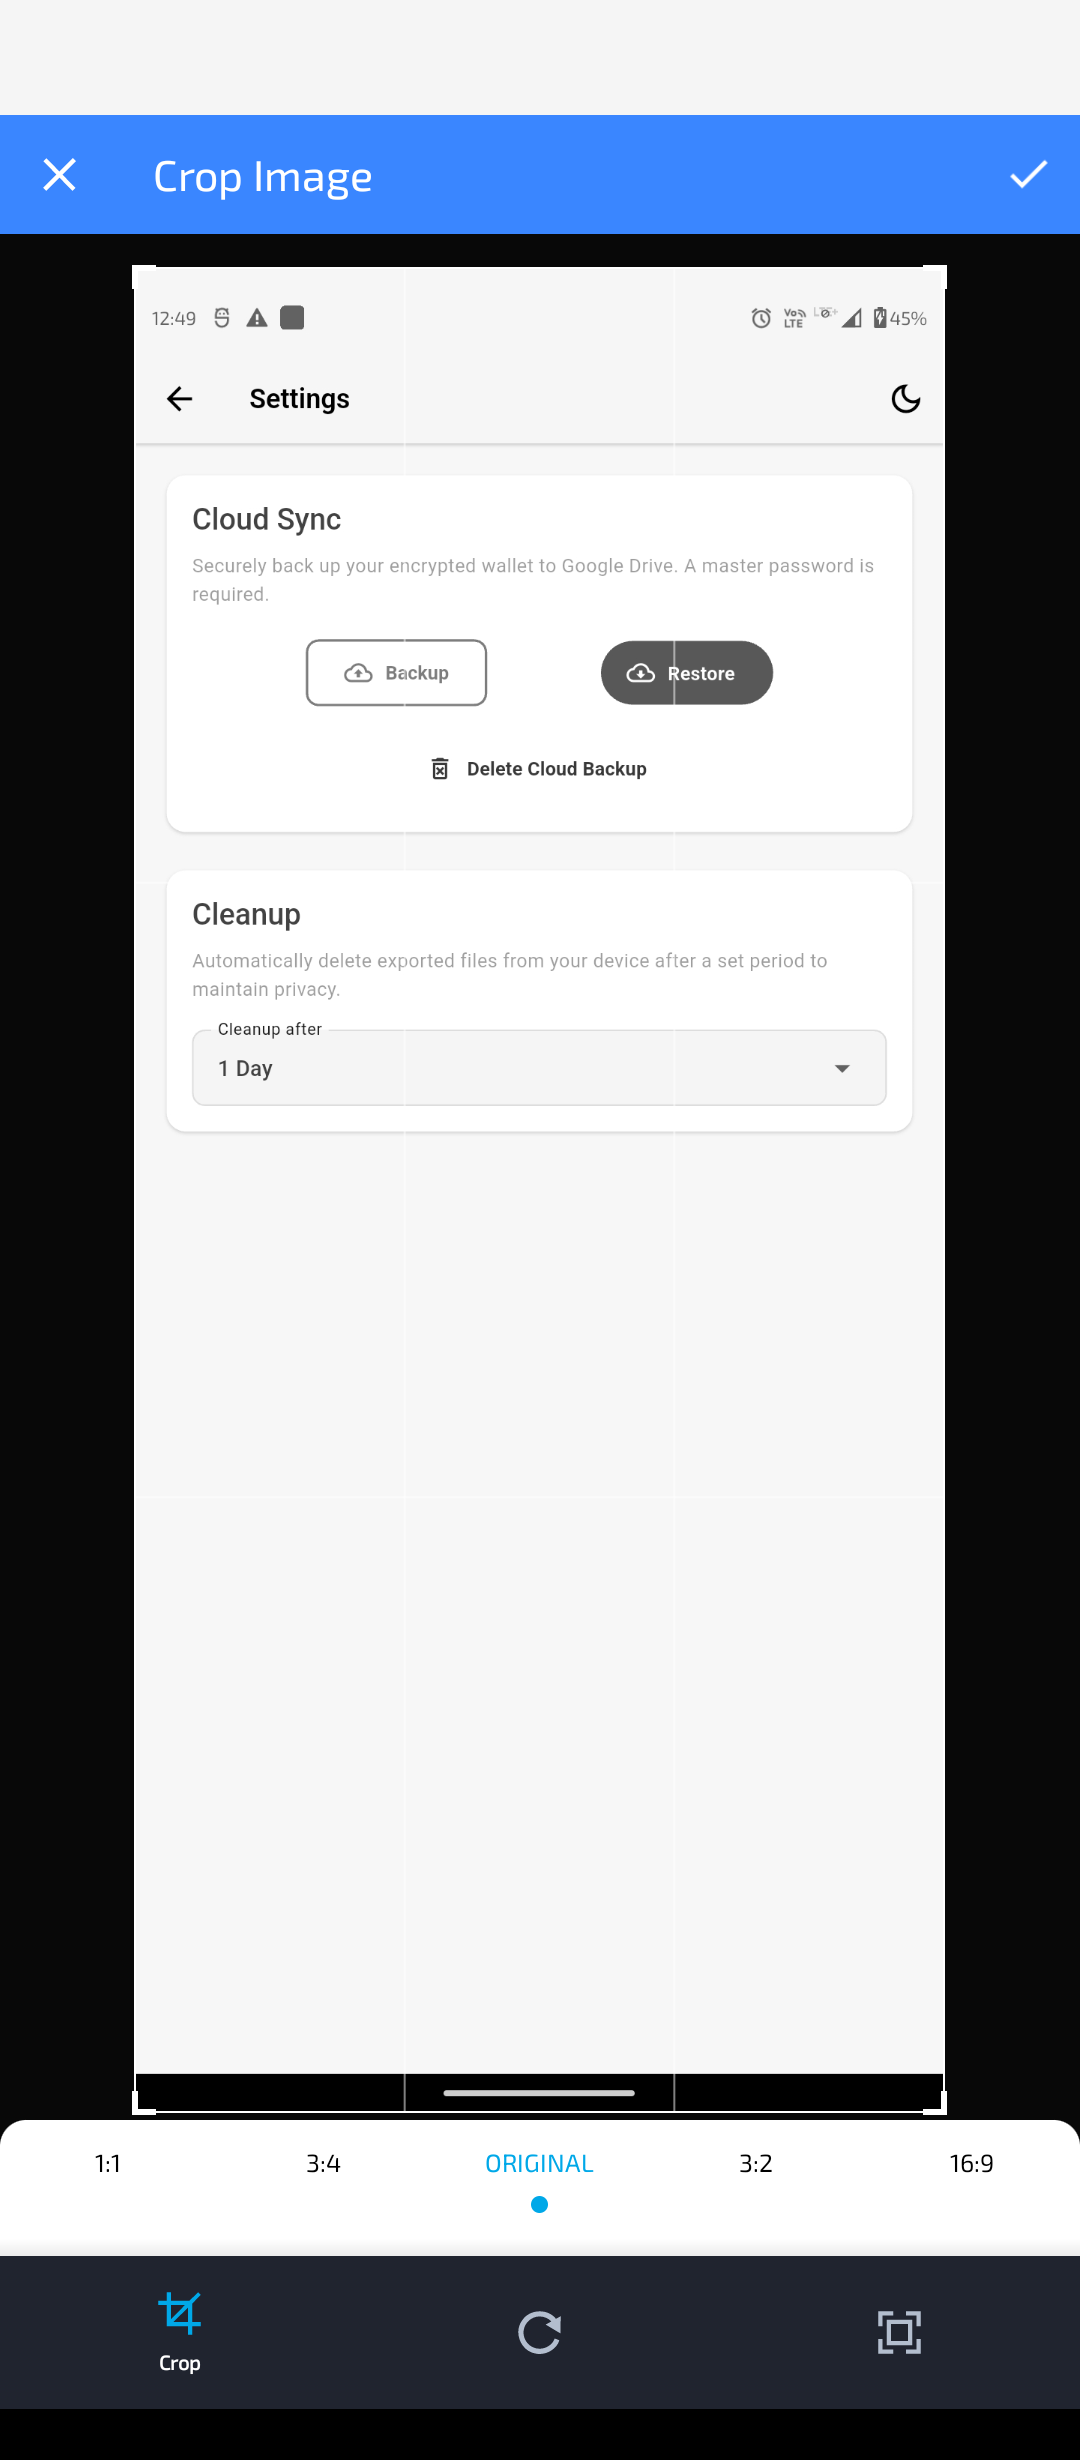 Crop Image
12:49
45%
Settings
Cloud Sync
Securely back up your encrypted wallet to Google Drive. A master password is
required.
Backup
Restore
Delete Cloud Backup
Cleanup
Automatically delete exported files from your device after a set period to
maintain privacy.
Cleanup after
1 Day
1:1
3:4
ORIGINAL
3:2
16:9
Crop